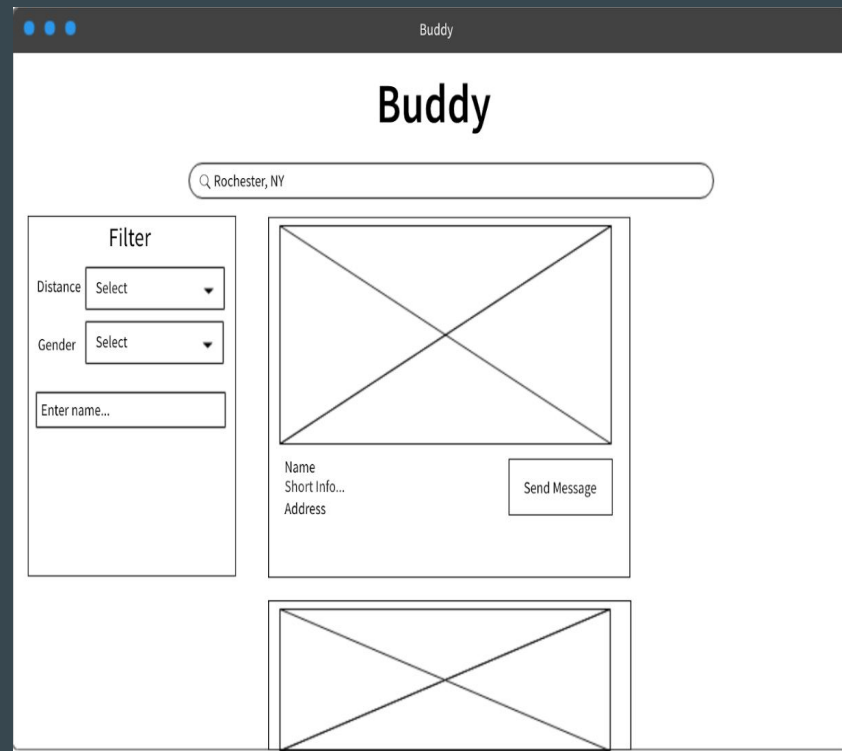 Buddy
Buddy
Rochester, NY
Filter
Distance Select
Gender Select
Enter name...
Name
Short Info...
Address
Send Message